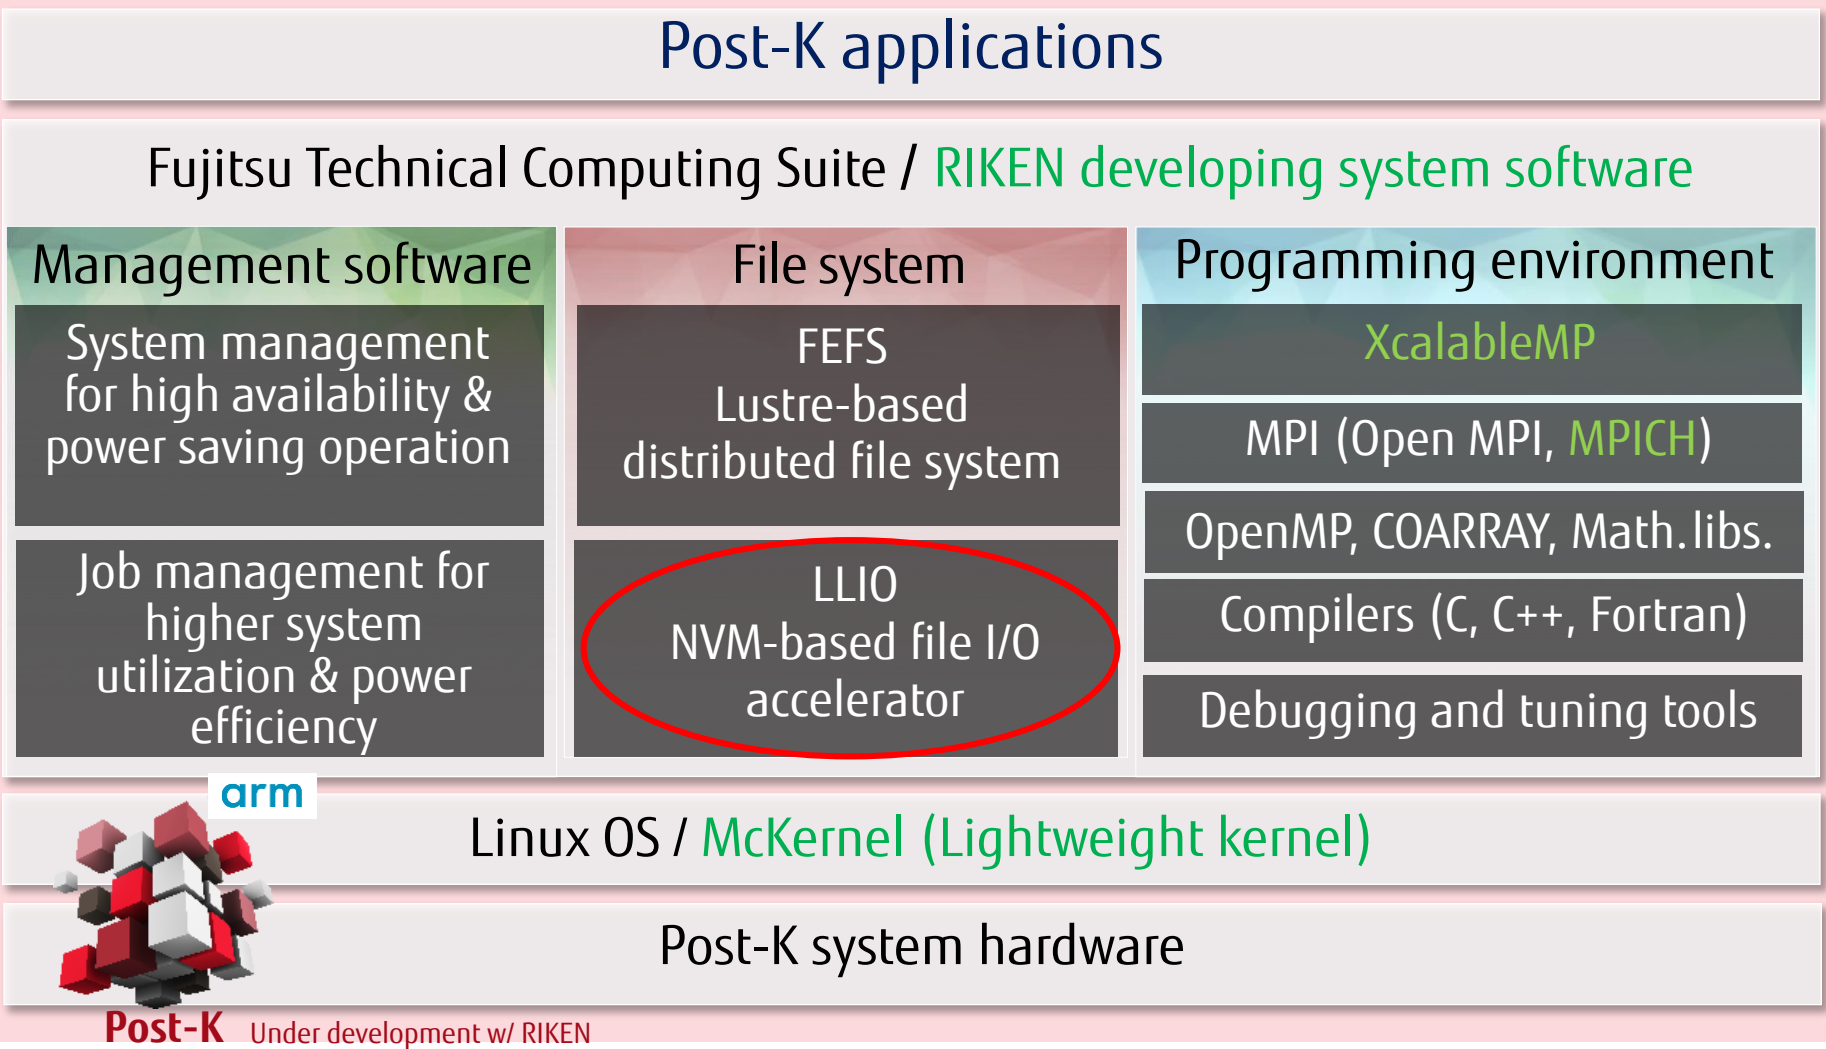 Post-K applications
Fujitsu Technical Computing Suite / RIKEN developing system software
Management software
System management
for high availability &
power saving operation
Job management for
higher system
utilization & power
efficiency
File system
FEFS
Lustre-based
distributed file system
LLIO
NVM-based file I/O
accelerator
Programming environment
XcalableMP
MPI (Open MPI, MPICH)
OpenMP, COARRAY, Math.libs.
Compilers (C, C++, Fortran)
Debugging and tuning tools
arm
Linux OS / McKernel (Lightweight kernel)
Post-K system hardware
Post-K Under development w/ RIKEN